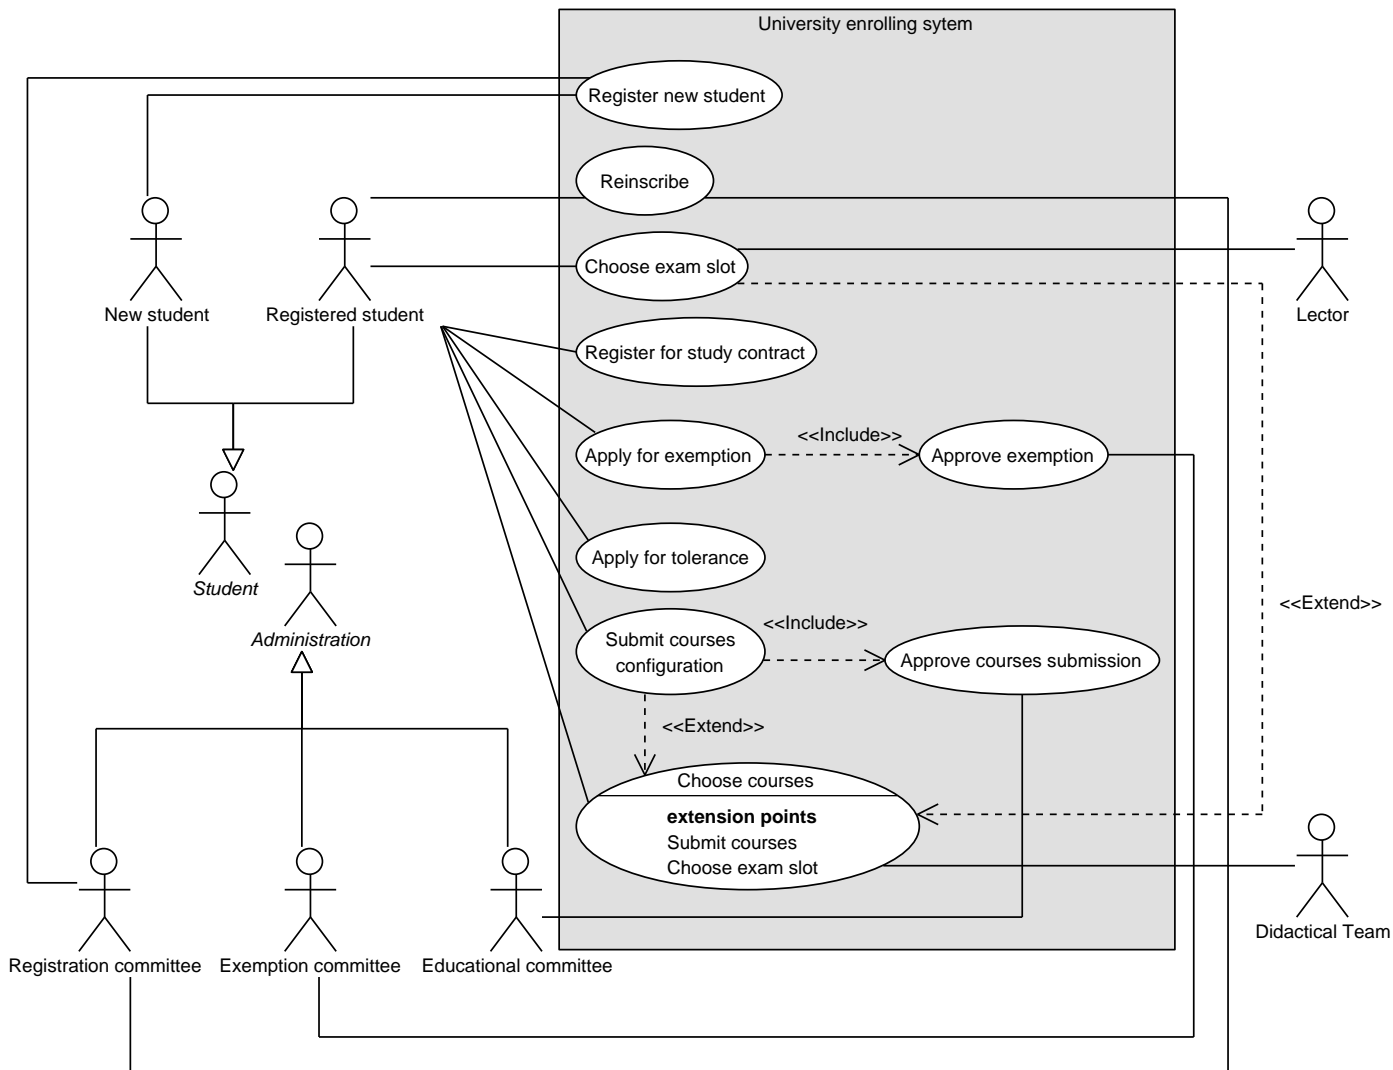 University enrolling sytem
Register new student
Reinscribe
Choose exam slot
New student
Registered student
Lector
Register for study contract
<<Include>>
Apply for exemption
Approve exemption
Apply for tolerance
Student
<<Extend>>
Administration
<<Include>>
Submit courses
configuration
Approve courses submission
<<Extend>>
Choose courses
extension points
Submit courses
Choose exam slot
Didactical Team
Registration committee
Exemption committee
Educational committee